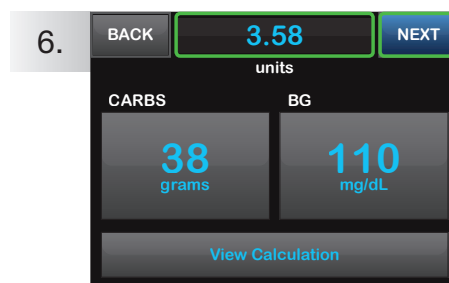 6.
BACK 3.58 NEXT
units
CARBS BG
38 110
grams mg/dL
View Calculation